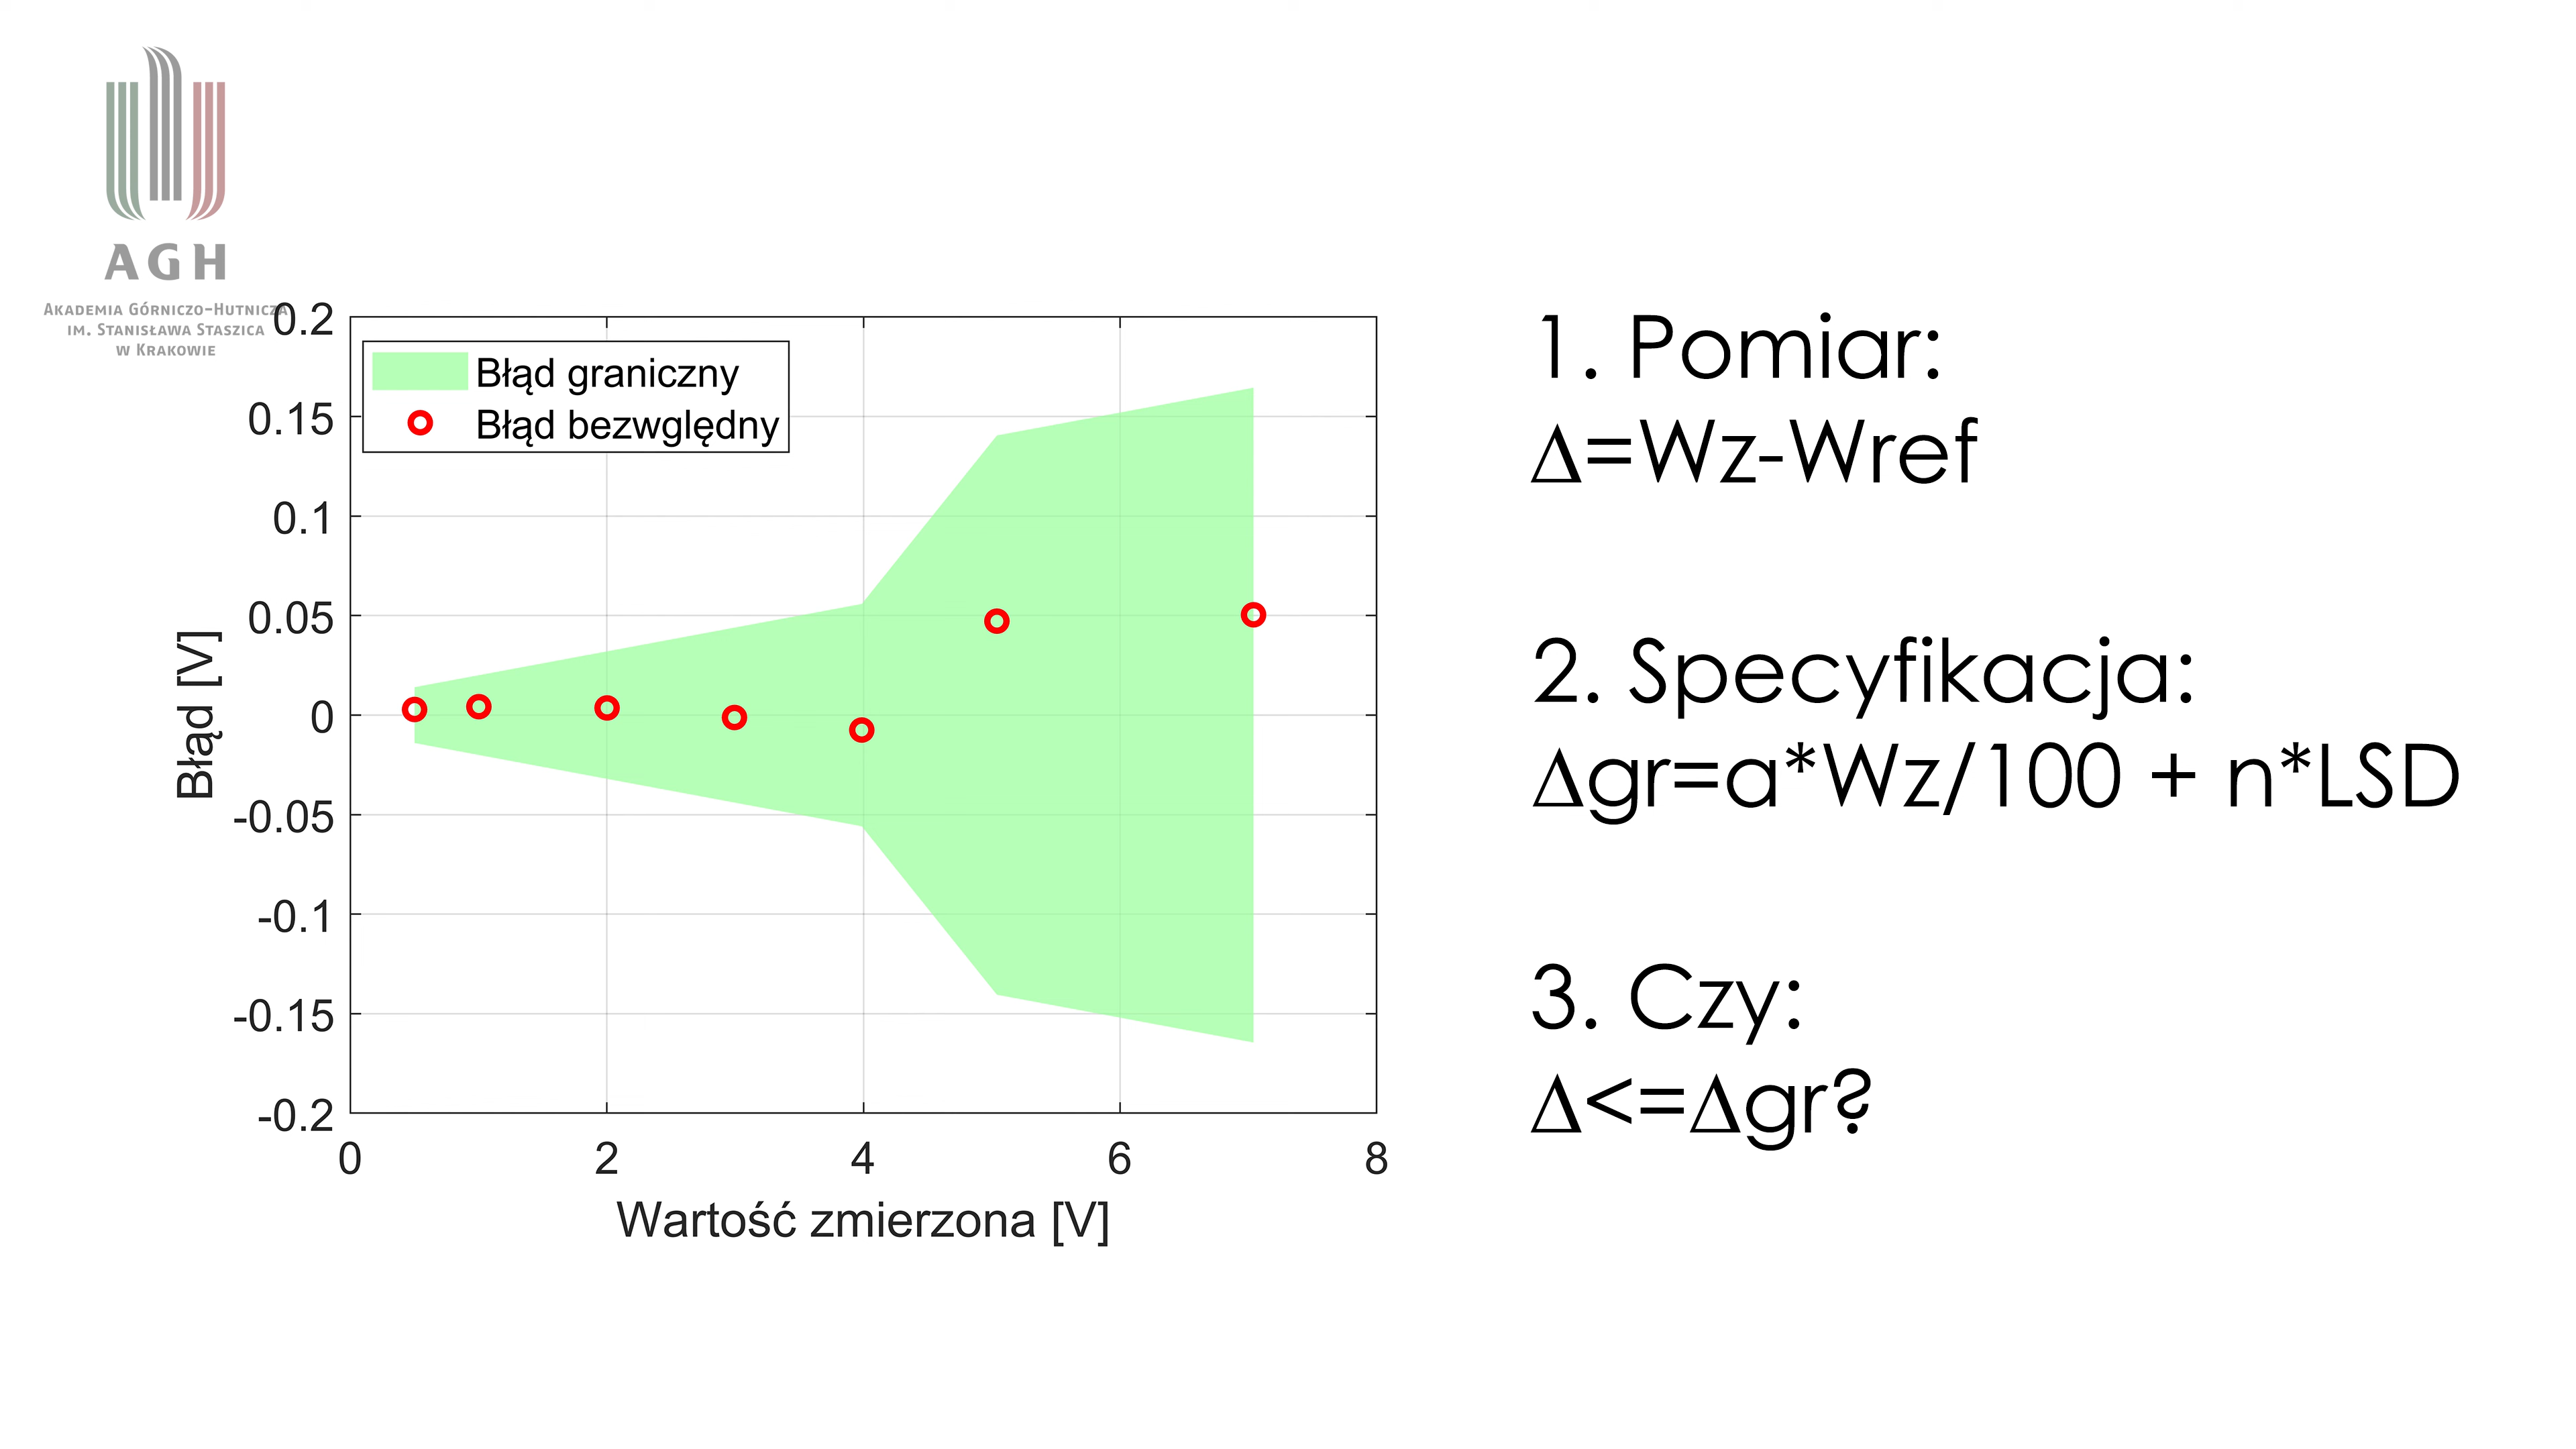 AGH
AKADEMIA GÓRNICZO-HUTNICZA
IM. STANISŁAWA STASZICA
W KRAKOWIE
0.2
0.15
0.1
0.05
0
-0.05
-0.1
-0.15
-0.2
Błąd [V]
Błąd graniczny
Błąd bezwględny
0 2 4 6 8
Wartość zmierzona [V]
1. Pomiar:
Δ=Wz-Wref
2. Specyfikacja:
Δgr=a*Wz/100 + n*LSD
3. Czy:
Δ<=Δgr?